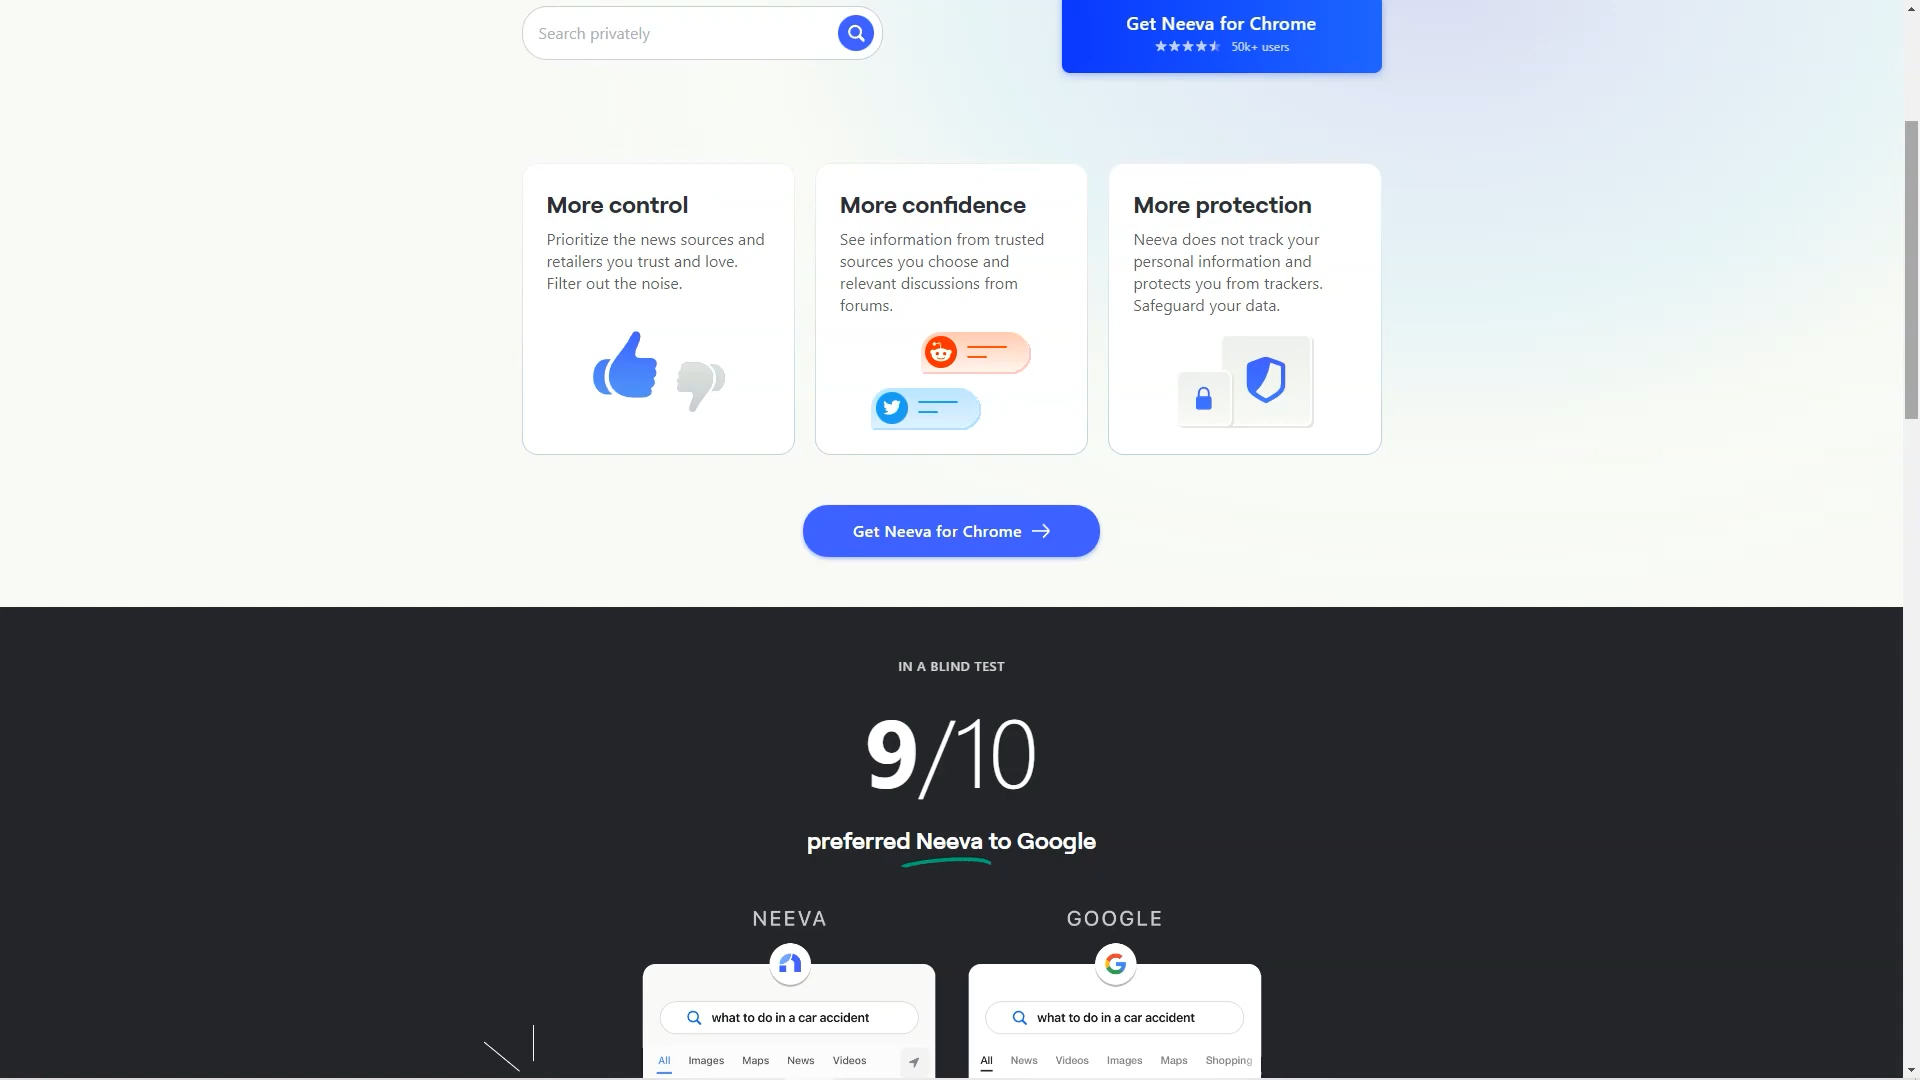 Search privately
Get Neeva for Chrome
50k+ users
More control
Prioritize the news sources and
retailers you trust and love.
Filter out the noise.
More confidence
See information from trusted
sources you choose and
relevant discussions from
forums.
More protection
Neeva does not track your
personal information and
protects you from trackers.
Safeguard your data.
Get Neeva for Chrome
IN A BLIND TEST
9/10
preferred Neeva to Google
NEEVA
what to do in a car accident
All Images Maps News Videos
GOOGLE
what to do in a car accident
All News Videos Images Maps Shopping